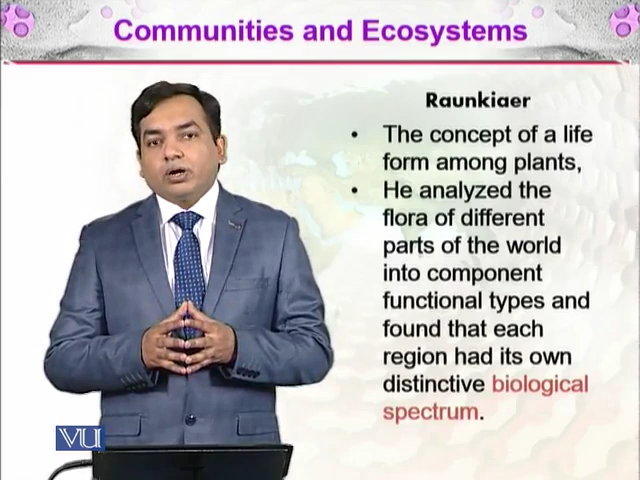 Communities and Ecosystems
Raunkiaer
• The concept of a life
form among plants,
• He analyzed the
flora of different
parts of the world
into component
functional types and
found that each
region had its own
distinctive biological
spectrum.
VU